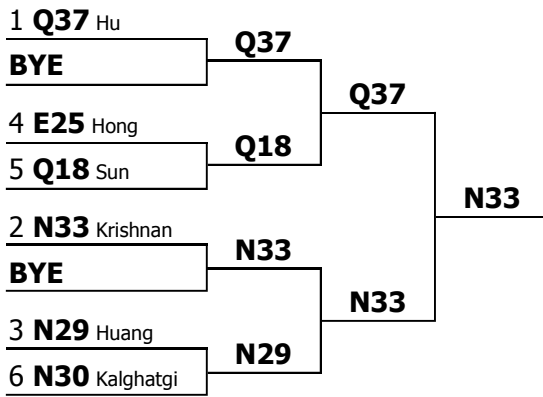 1 Q37 Hu
BYE
4 E25 Hong
5 Q18 Sun
2 N33 Krishnan
BYE
3 N29 Huang
6 N30 Kalghatgi
Q37
Q18
N33
N29
Q37
N33
N33